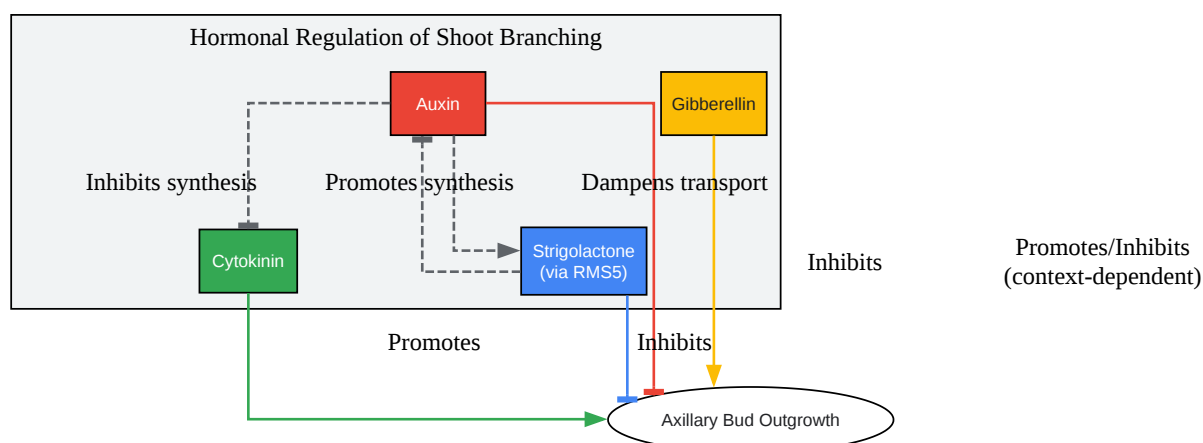 Hormonal Regulation of Shoot Branching
Auxin
Gibberellin
Inhibits synthesis
Promotes synthesis
Dampens transport
Cytokinin
Strigolactone
(via RMS5)
Inhibits
Promotes/Inhibits
(context-dependent)
Promotes
Inhibits
Axillary Bud Outgrowth